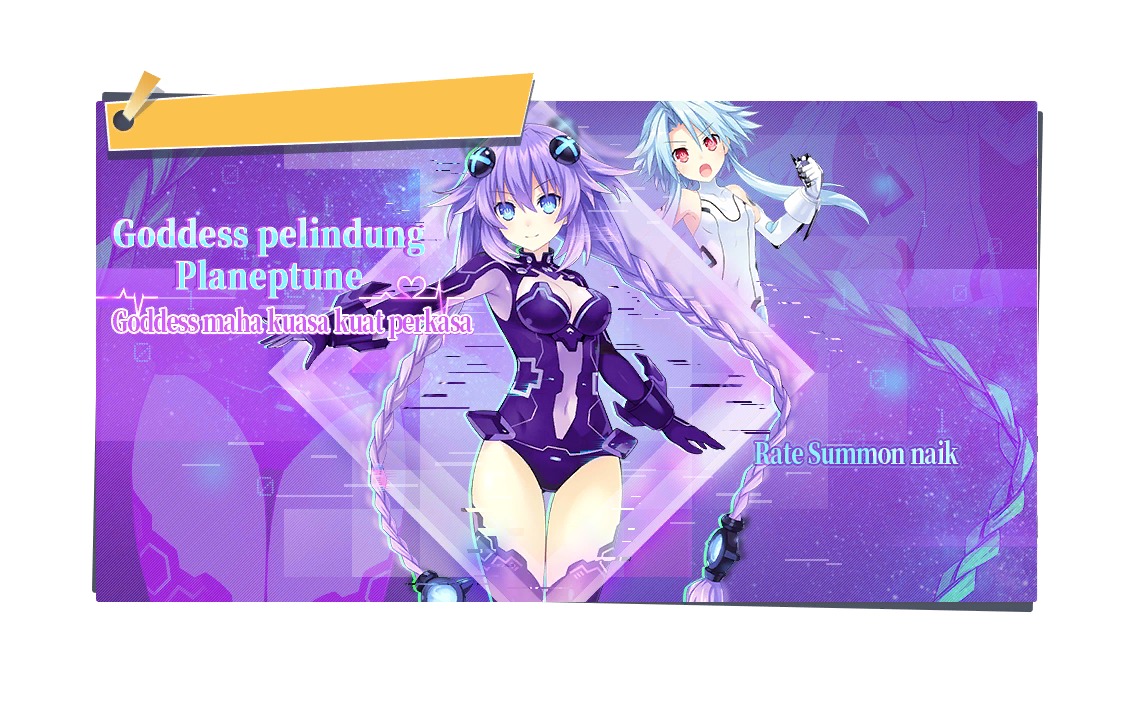 Goddess pelindung
Planeptune
Goddess maha kuasa kuat perkasa
Rate Summon naik